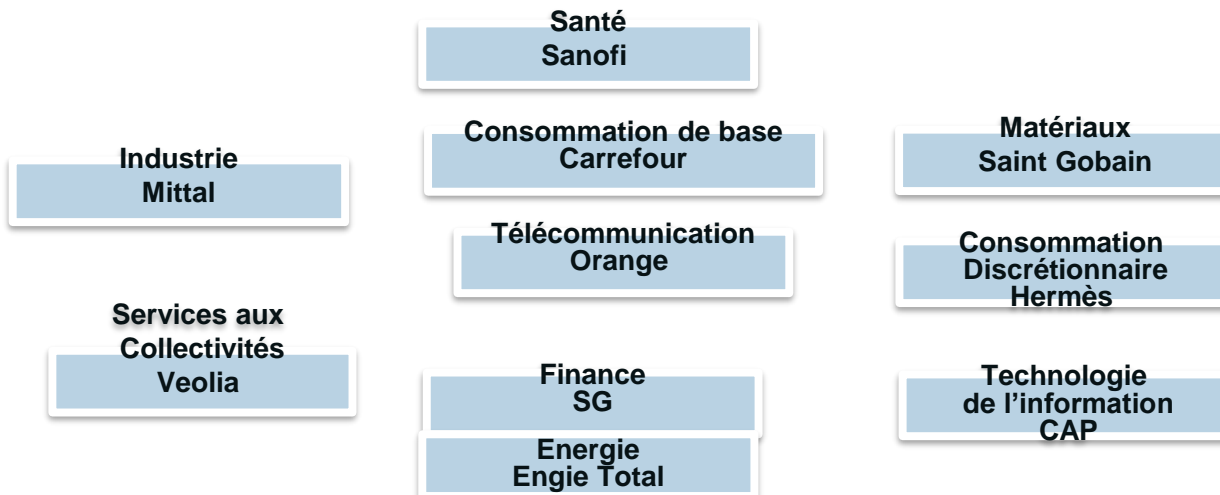 Santé
Sanofi
Industrie
Mittal
Consommation de base
Carrefour
Matériaux
Saint Gobain
Télécommunication
Orange
Consommation
Discrétionnaire
Hermès
Services aux
Collectivités
Veolia
Finance
SG
Technologie
de l’information
CAP
Energie
Engie Total